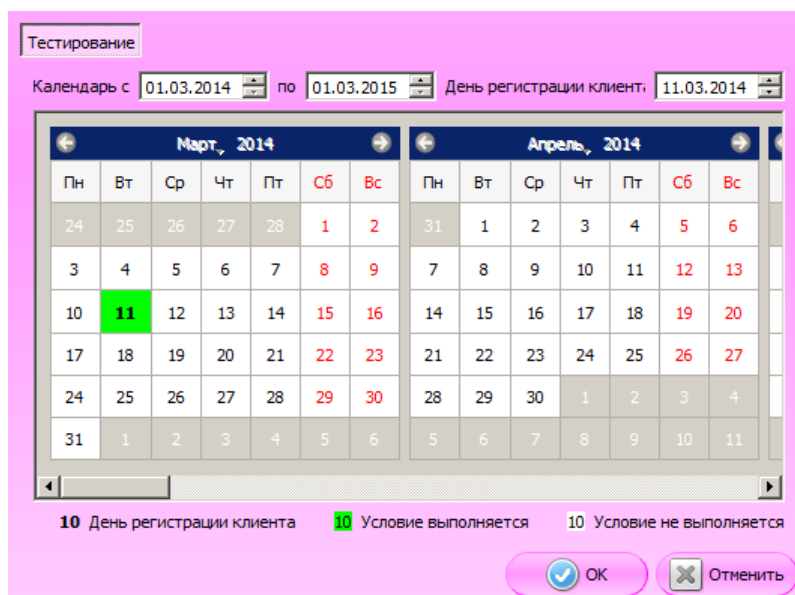 Тестирование
Календарь с 01.03.2014 по 01.03.2015 День регистрации клиент 11.03.2014
Март, 2014 Апрель, 2014
Пн Вт Ср Чт Пт Сб Вс Пн Вт Ср Чт Пт Сб Вс
24 25 26 27 28 1 2 31 1 2 3 4 5 6
3 4 5 6 7 8 9 7 8 9 10 11 12 13
10 11 12 13 14 15 16 14 15 16 17 18 19 20
17 18 19 20 21 22 23 21 22 23 24 25 26 27
24 25 26 27 28 29 30 28 29 30 1 2 3 4
31 1 2 3 4 5 6 5 6 7 8 9 10 11
10 День регистрации клиента 10 Условие выполняется 10 Условие не выполняется
OK Отменить